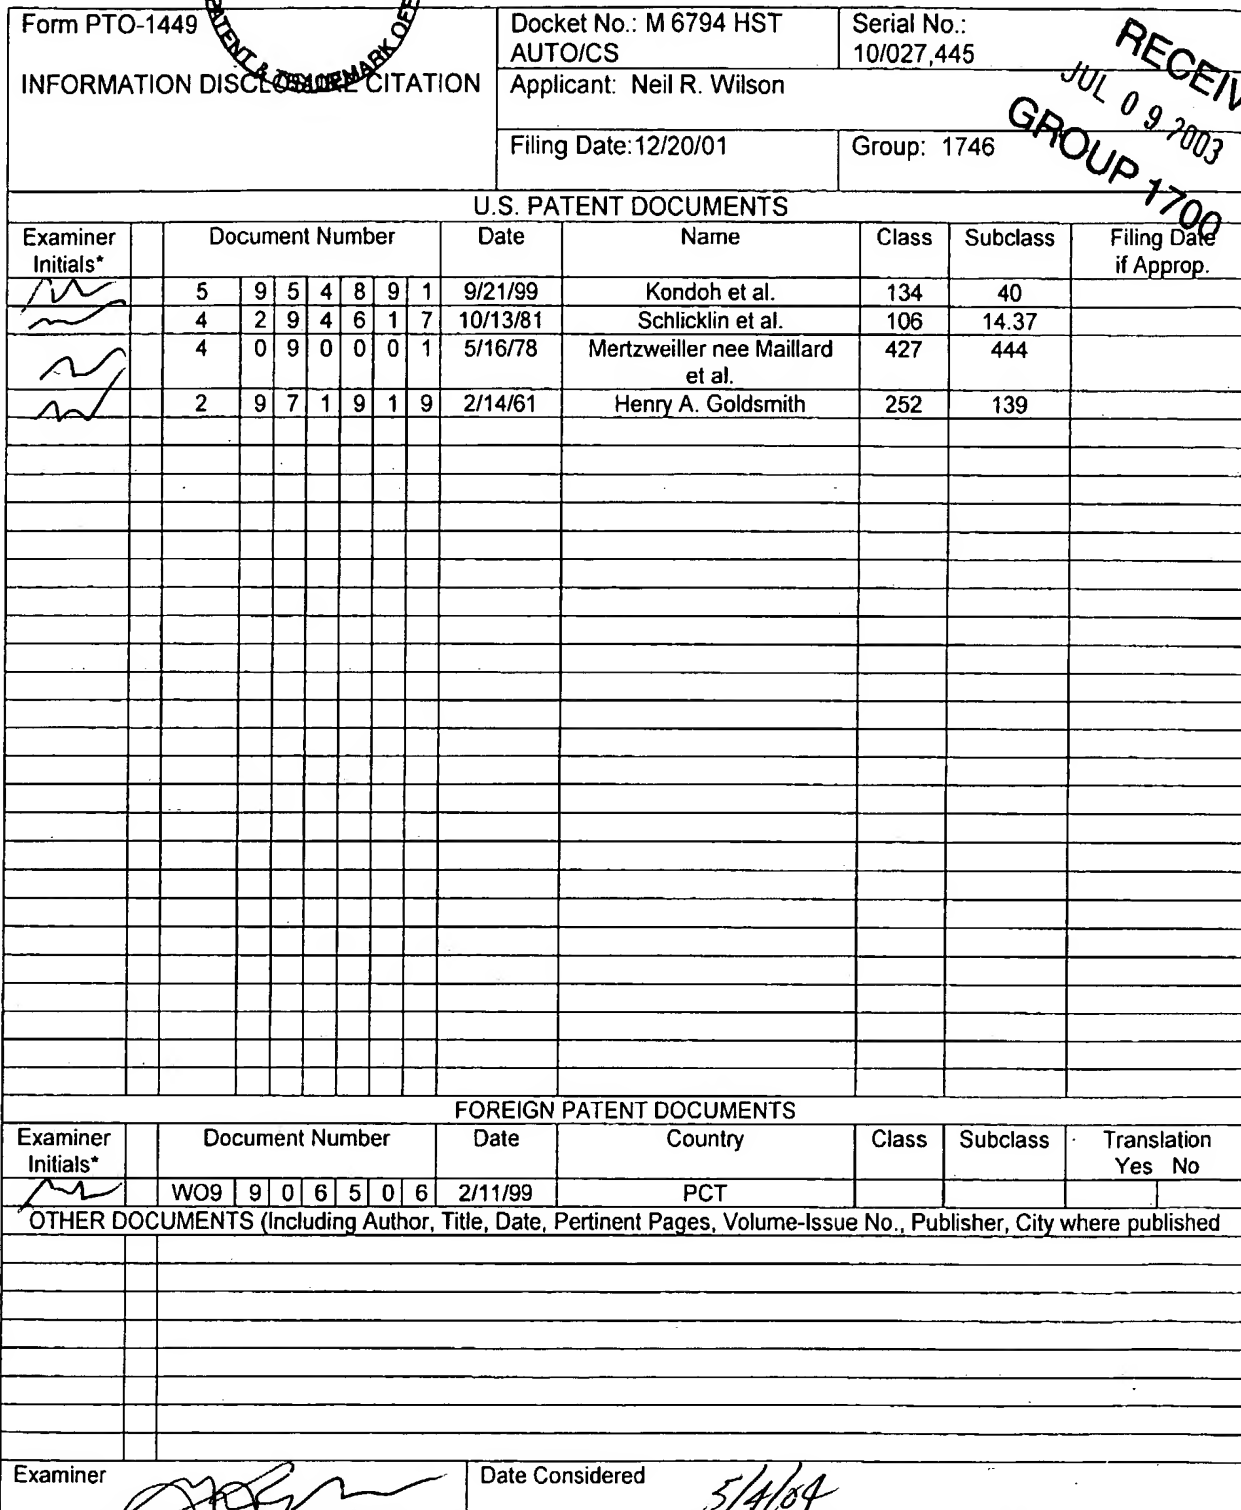 Form PTO-1449
PATENT & TRADEMARK OFF
INFORMATION DISCLOSURE CITATION
Docket No.: M 6794 HST
AUTO/CS
Serial No.:
10/027,445
Applicant: Neil R. Wilson
Filing Date: 12/20/01
Group: 1746
RECEIV
JUL 09 2003
GROUP 1700
U.S. PATENT DOCUMENTS
Examiner Initials* Document Number Date Name Class Subclass Filing Date if Approp.
5 9 5 4 8 9 1 9/21/99 Kondoh et al. 134 40
4 2 9 4 6 1 7 10/13/81 Schlicklin et al. 106 14.37
4 0 9 0 0 0 1 5/16/78 Mertzweiller nee Maillard et al. 427 444
2 9 7 1 9 1 9 2/14/61 Henry A. Goldsmith 252 139
FOREIGN PATENT DOCUMENTS
Examiner Initials* Document Number Date Country Class Subclass Translation Yes No
WO9 9 0 6 5 0 6 2/11/99 PCT
OTHER DOCUMENTS (Including Author, Title, Date, Pertinent Pages, Volume-Issue No., Publisher, City where published
Examiner
Date Considered 5/4/04